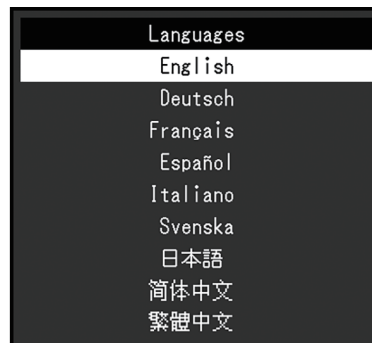 Languages
English
Deutsch
Français
Español
Italiano
Svenska
日本語
简体中文
繁體中文